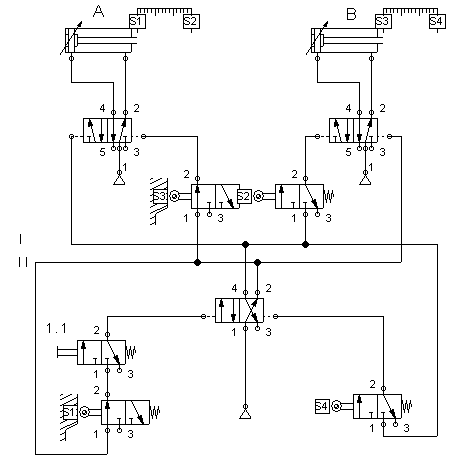 A B
S1 S2 S3 S4
4 2 4 2
5 3 5 3
1 1
2 2
S3 S2
1 3 1 3
I
II
4 2
1 3
1.1 2 2
1 3
S1 2 S4
1 3 1 3